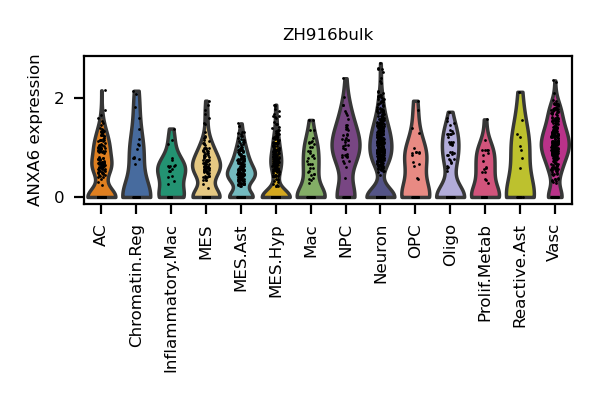 ZH916bulk
ANXA6 expression
2
0
AC
Chromatin.Reg
Inflammatory.Mac
MES
MES.Ast
MES.Hyp
Mac
NPC
Neuron
OPC
Oligo
Prolif.Metab
Reactive.Ast
Vasc